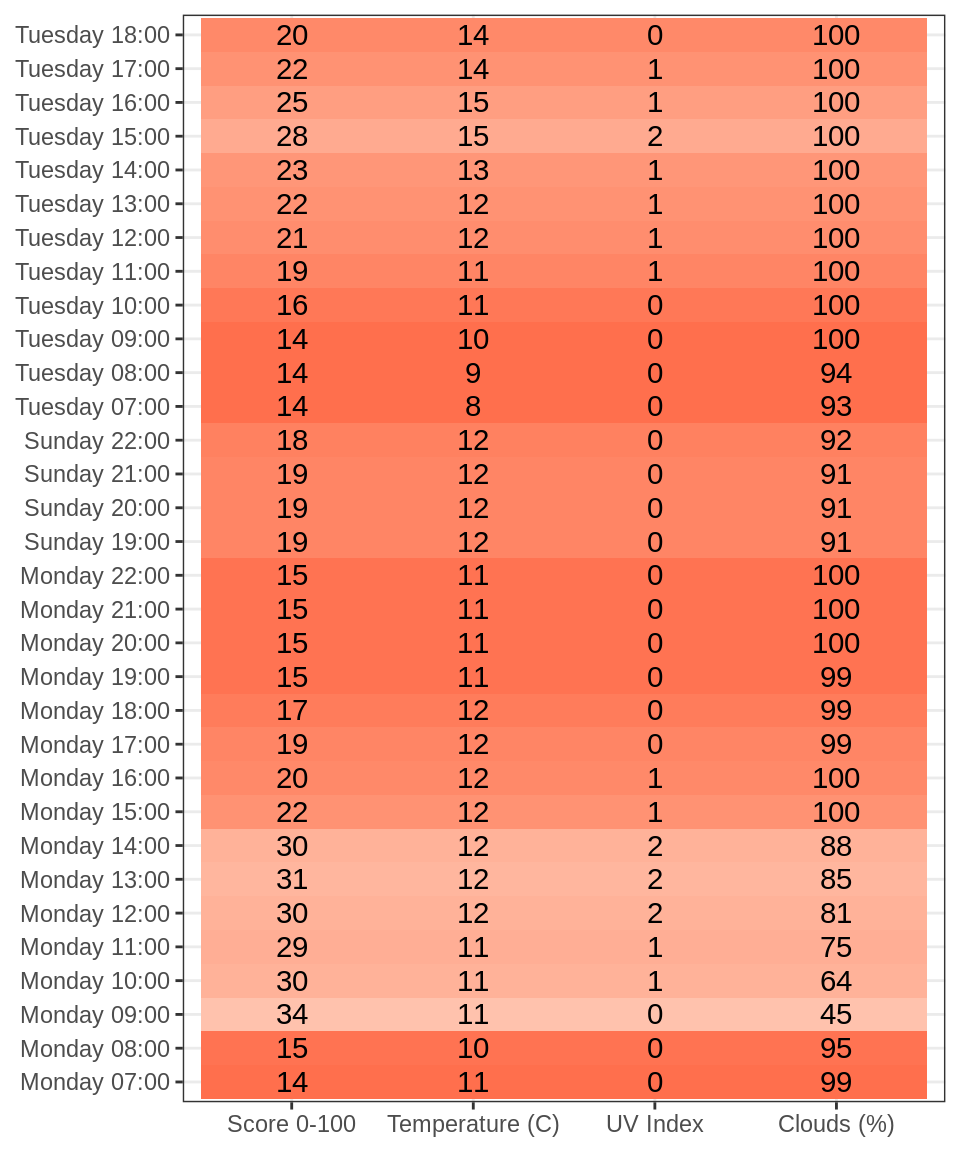 Tuesday 18:00 20 14 0 100
Tuesday 17:00 22 14 1 100
Tuesday 16:00 25 15 1 100
Tuesday 15:00 28 15 2 100
Tuesday 14:00 23 13 1 100
Tuesday 13:00 22 12 1 100
Tuesday 12:00 21 12 1 100
Tuesday 11:00 19 11 1 100
Tuesday 10:00 16 11 0 100
Tuesday 09:00 14 10 0 100
Tuesday 08:00 14 9 0 94
Tuesday 07:00 14 8 0 93
Sunday 22:00 18 12 0 92
Sunday 21:00 19 12 0 91
Sunday 20:00 19 12 0 91
Sunday 19:00 19 12 0 91
Monday 22:00 15 11 0 100
Monday 21:00 15 11 0 100
Monday 20:00 15 11 0 100
Monday 19:00 15 11 0 99
Monday 18:00 17 12 0 99
Monday 17:00 19 12 0 99
Monday 16:00 20 12 1 100
Monday 15:00 22 12 1 100
Monday 14:00 30 12 2 88
Monday 13:00 31 12 2 85
Monday 12:00 30 12 2 81
Monday 11:00 29 11 1 75
Monday 10:00 30 11 1 64
Monday 09:00 34 11 0 45
Monday 08:00 15 10 0 95
Monday 07:00 14 11 0 99
Score 0-100 Temperature (C) UV Index Clouds (%)